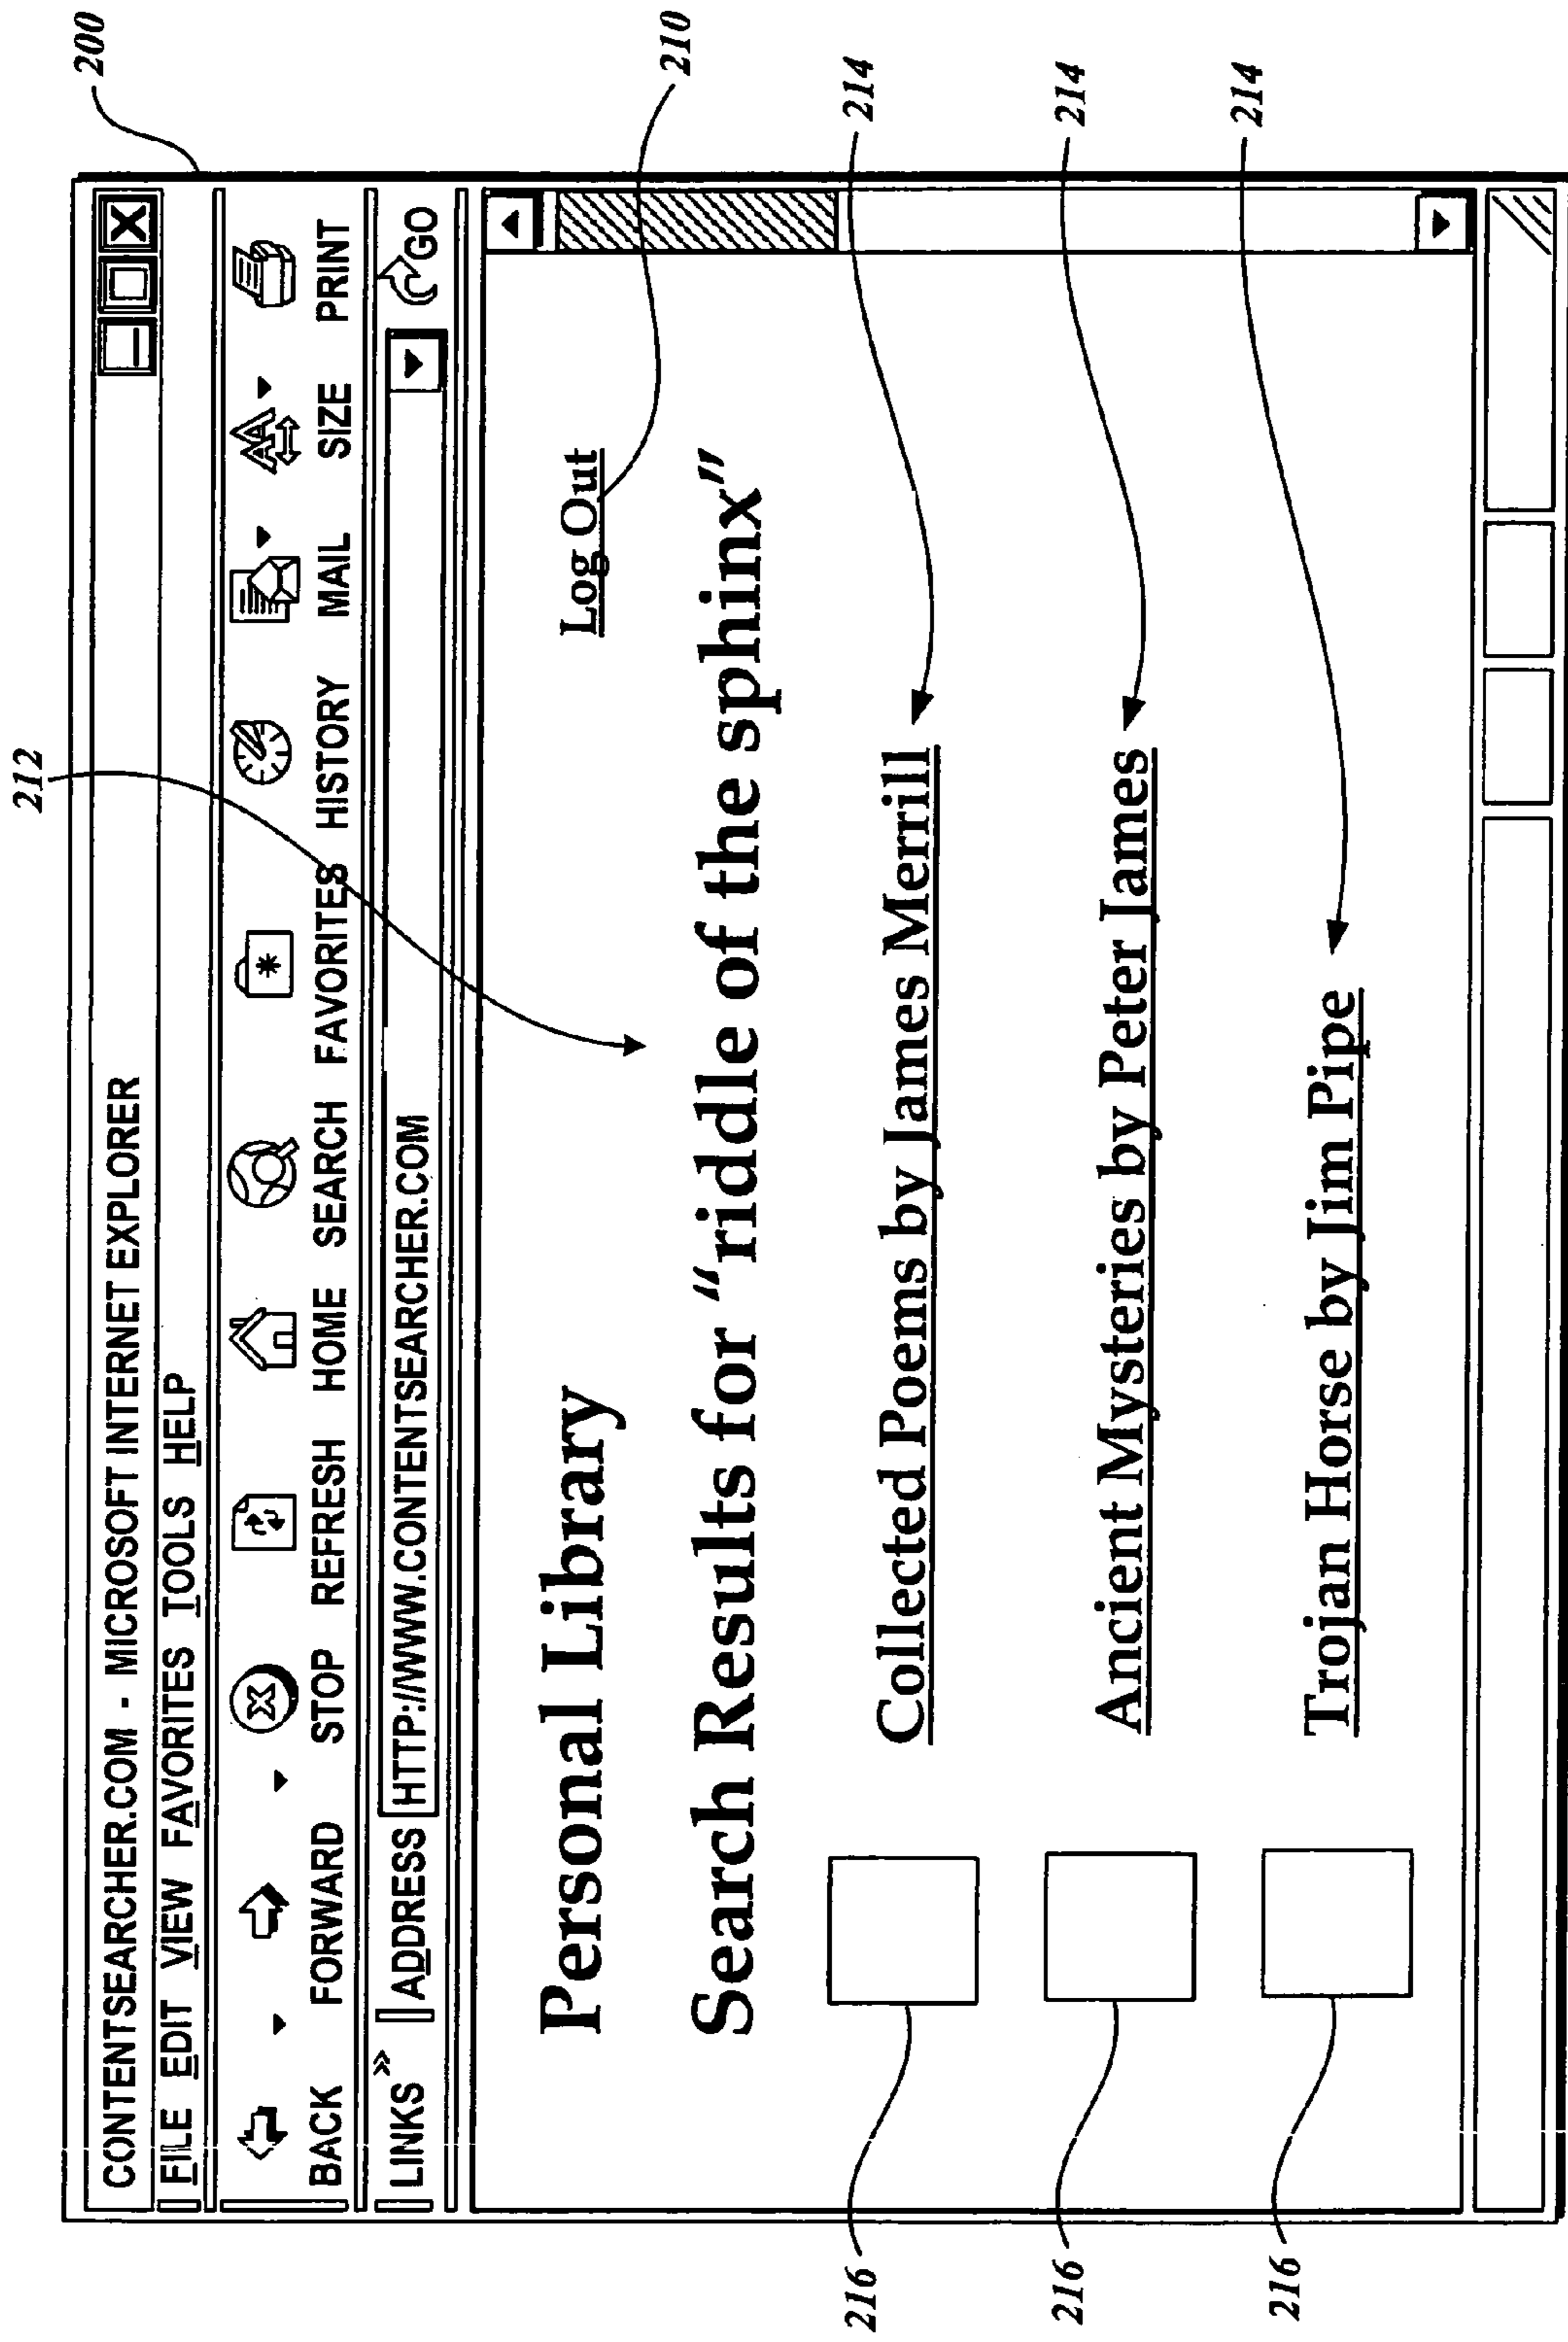 212
200
CONTENTSEARCHER.COM - MICROSOFT INTERNET EXPLORER
FILE EDIT VIEW FAVORITES TOOLS HELP
BACK FORWARD STOP REFRESH HOME SEARCH FAVORITES HISTORY MAIL SIZE PRINT
LINKS » ADDRESS HTTP://WWW.CONTENTSEARCHER.COM GO
Personal Library Log Out
210
Search Results for “riddle of the sphinx”
216 Collected Poems by James Merrill 214
216 Ancient Mysteries by Peter James 214
216 Trojan Horse by Jim Pipe 214